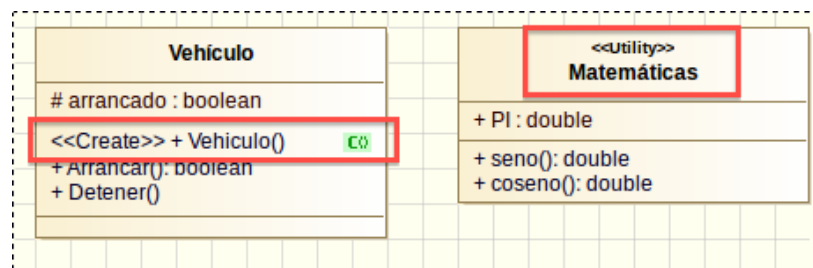 Vehículo
# arrancado : boolean
<<Create>> + Vehiculo()
C()
+ Arrancar(): boolean
+ Detener()
<<Utility>>
Matemáticas
+ PI : double
+ seno(): double
+ coseno(): double